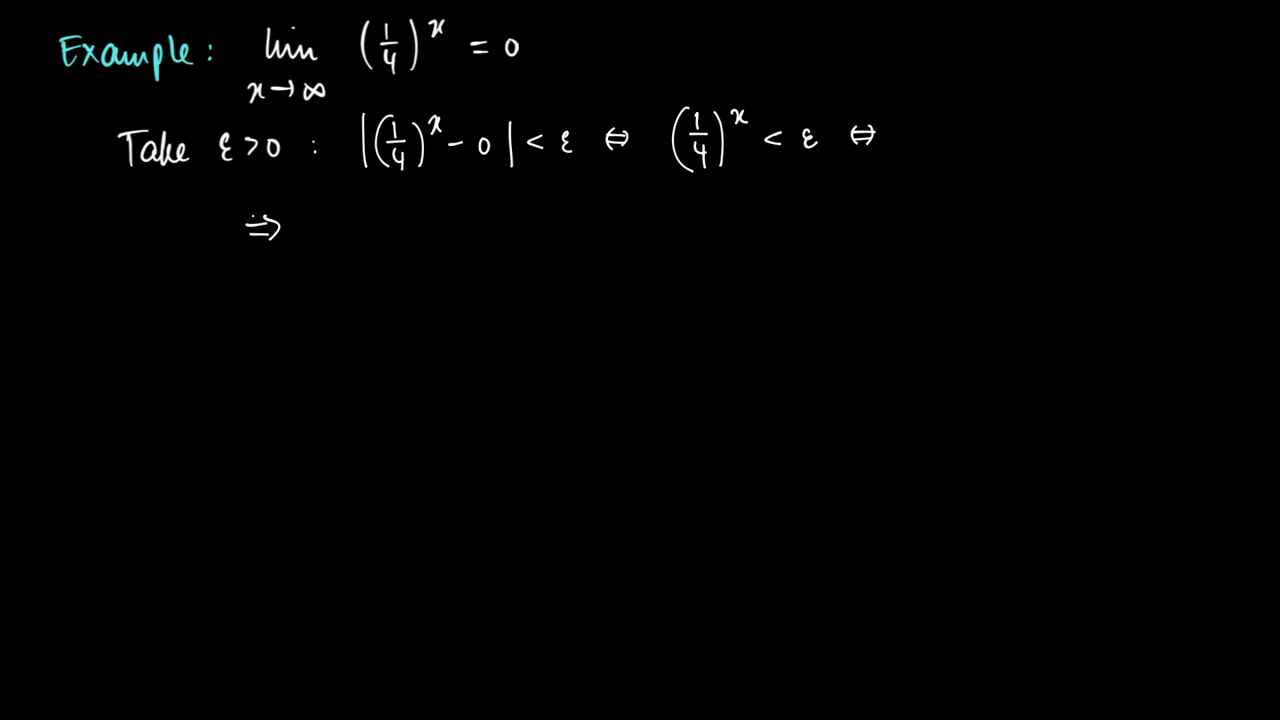 Example: lim (1/4)^x = 0
x→∞
Take ε>0 : |(1/4)^x - 0| < ε ⇔ (1/4)^x < ε ⇔
⇒